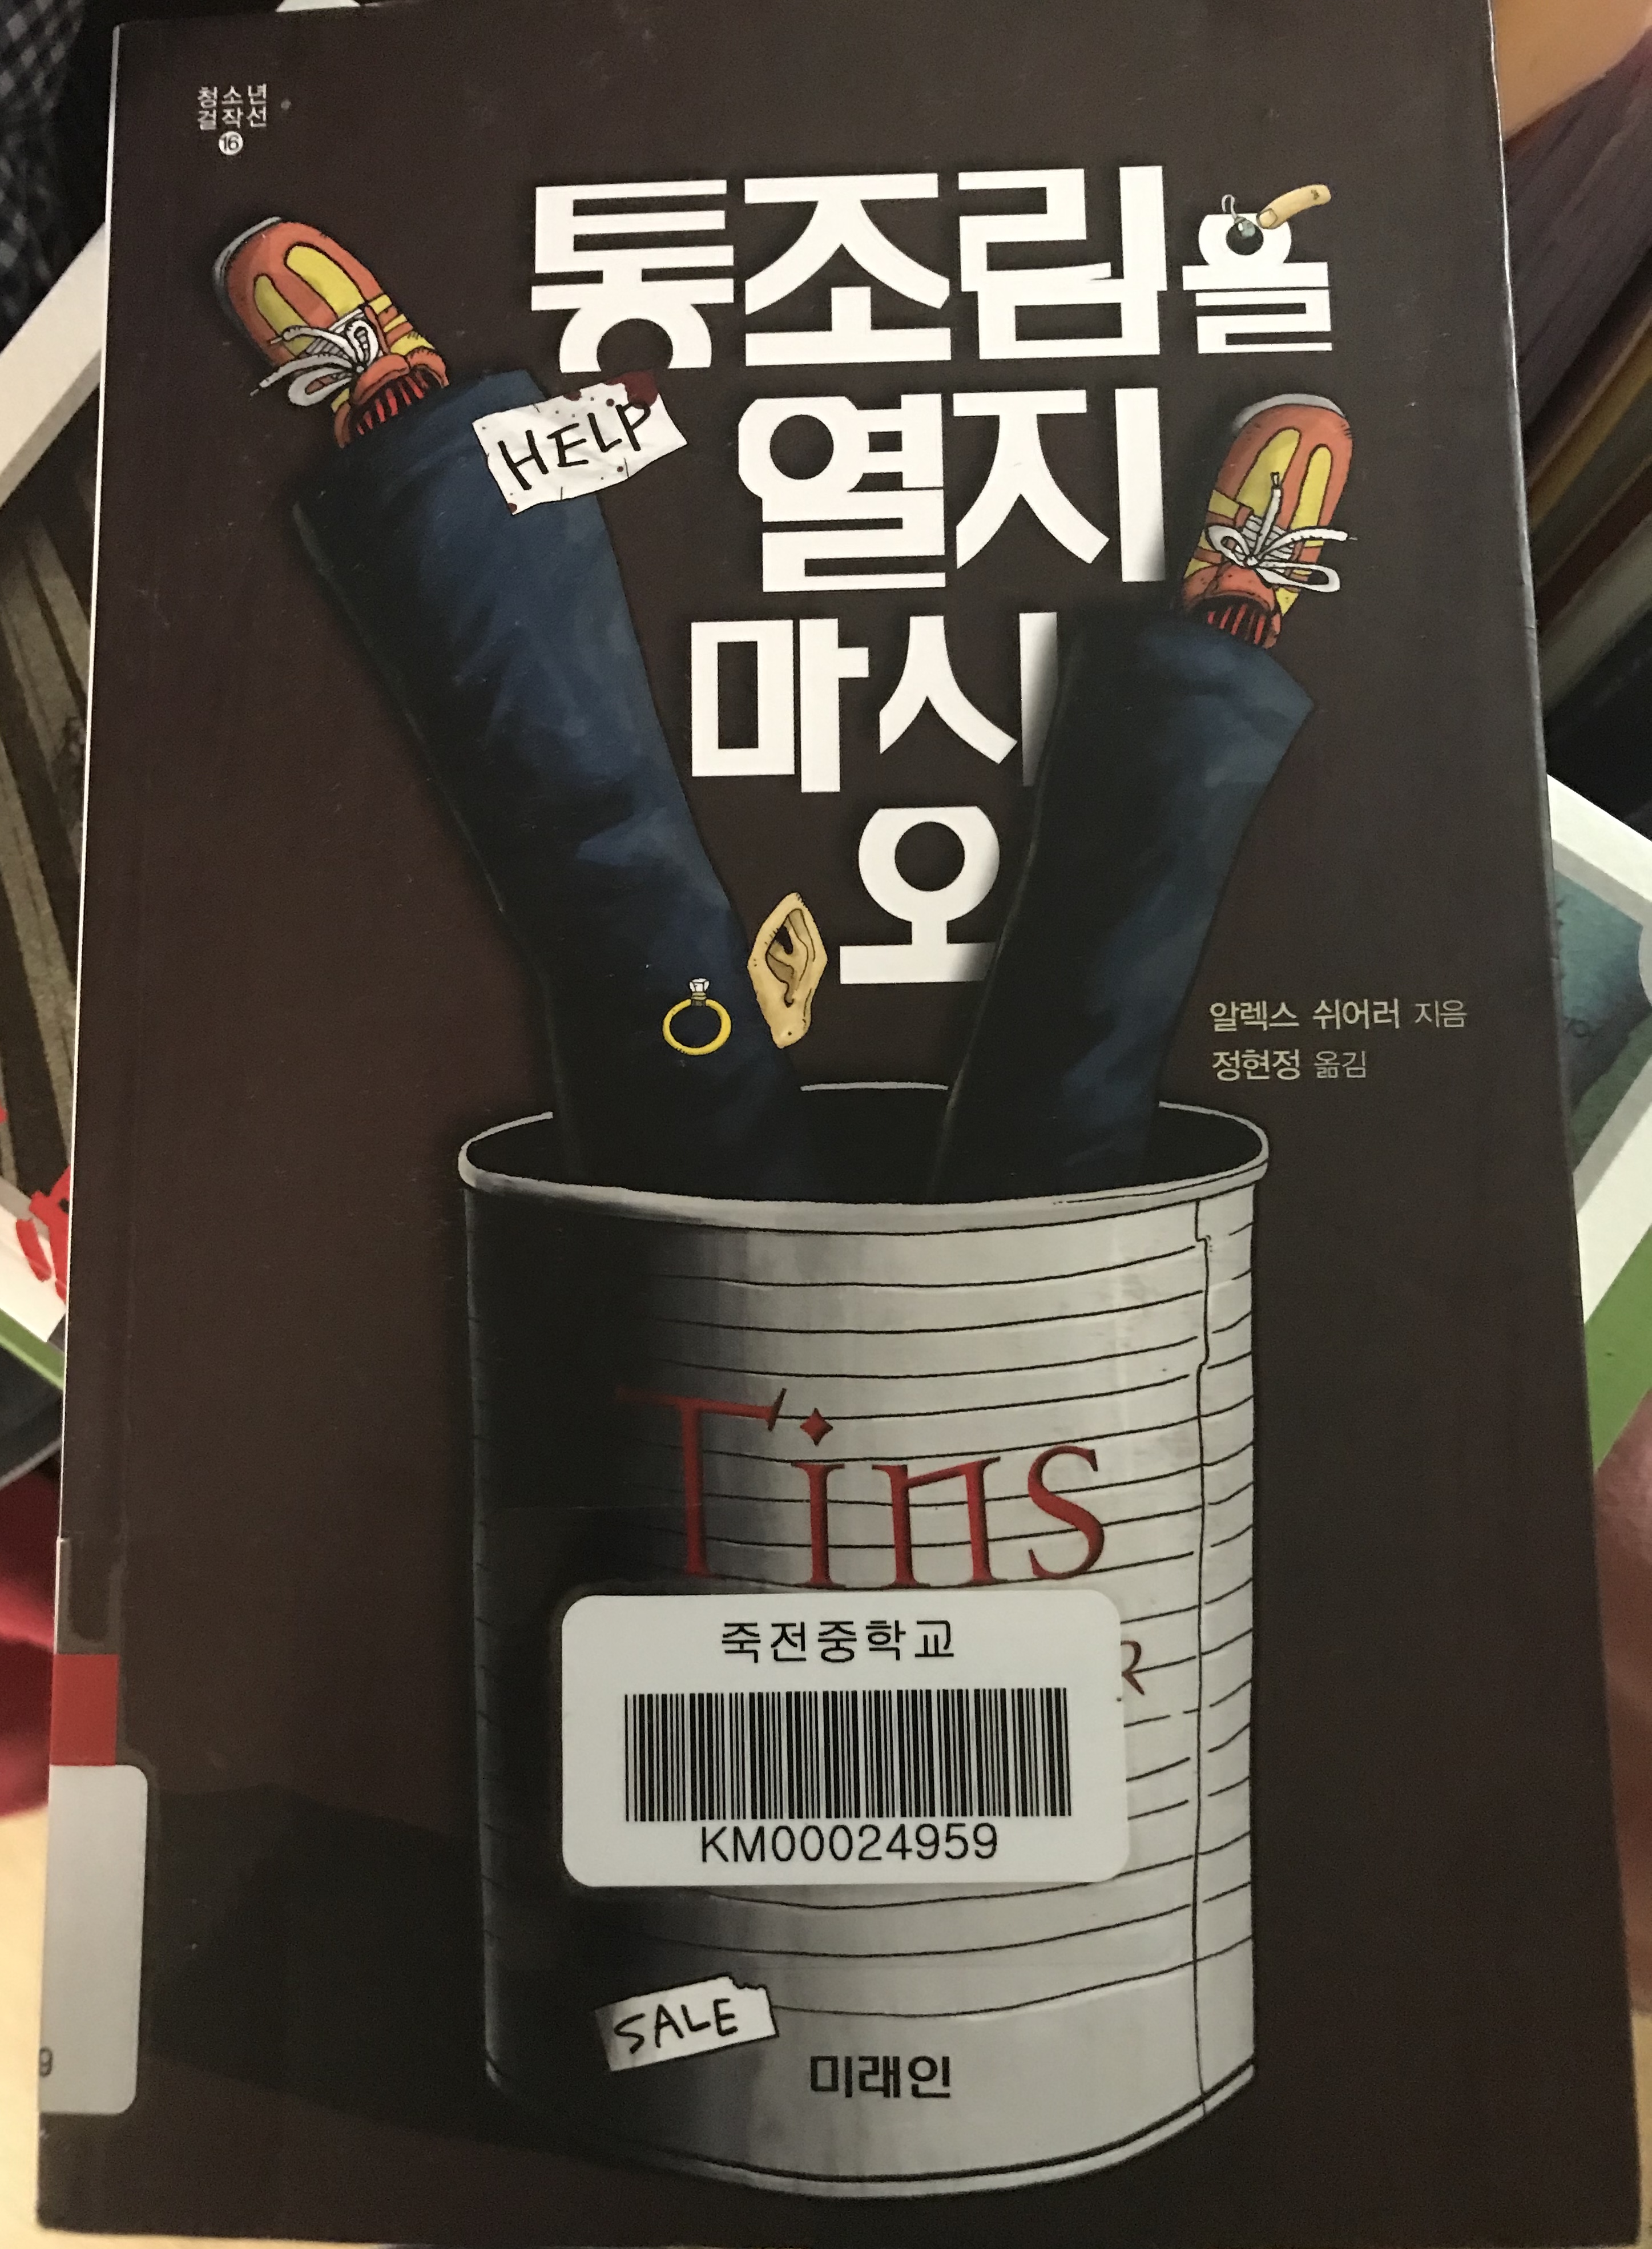 청소년
걸작선
16
통조림을
열지
마시
오
HELP
알렉스 쉬어러 지음
정현정 옮김
Tins
죽전중학교
R
KM00024959
SALE
미래인
9